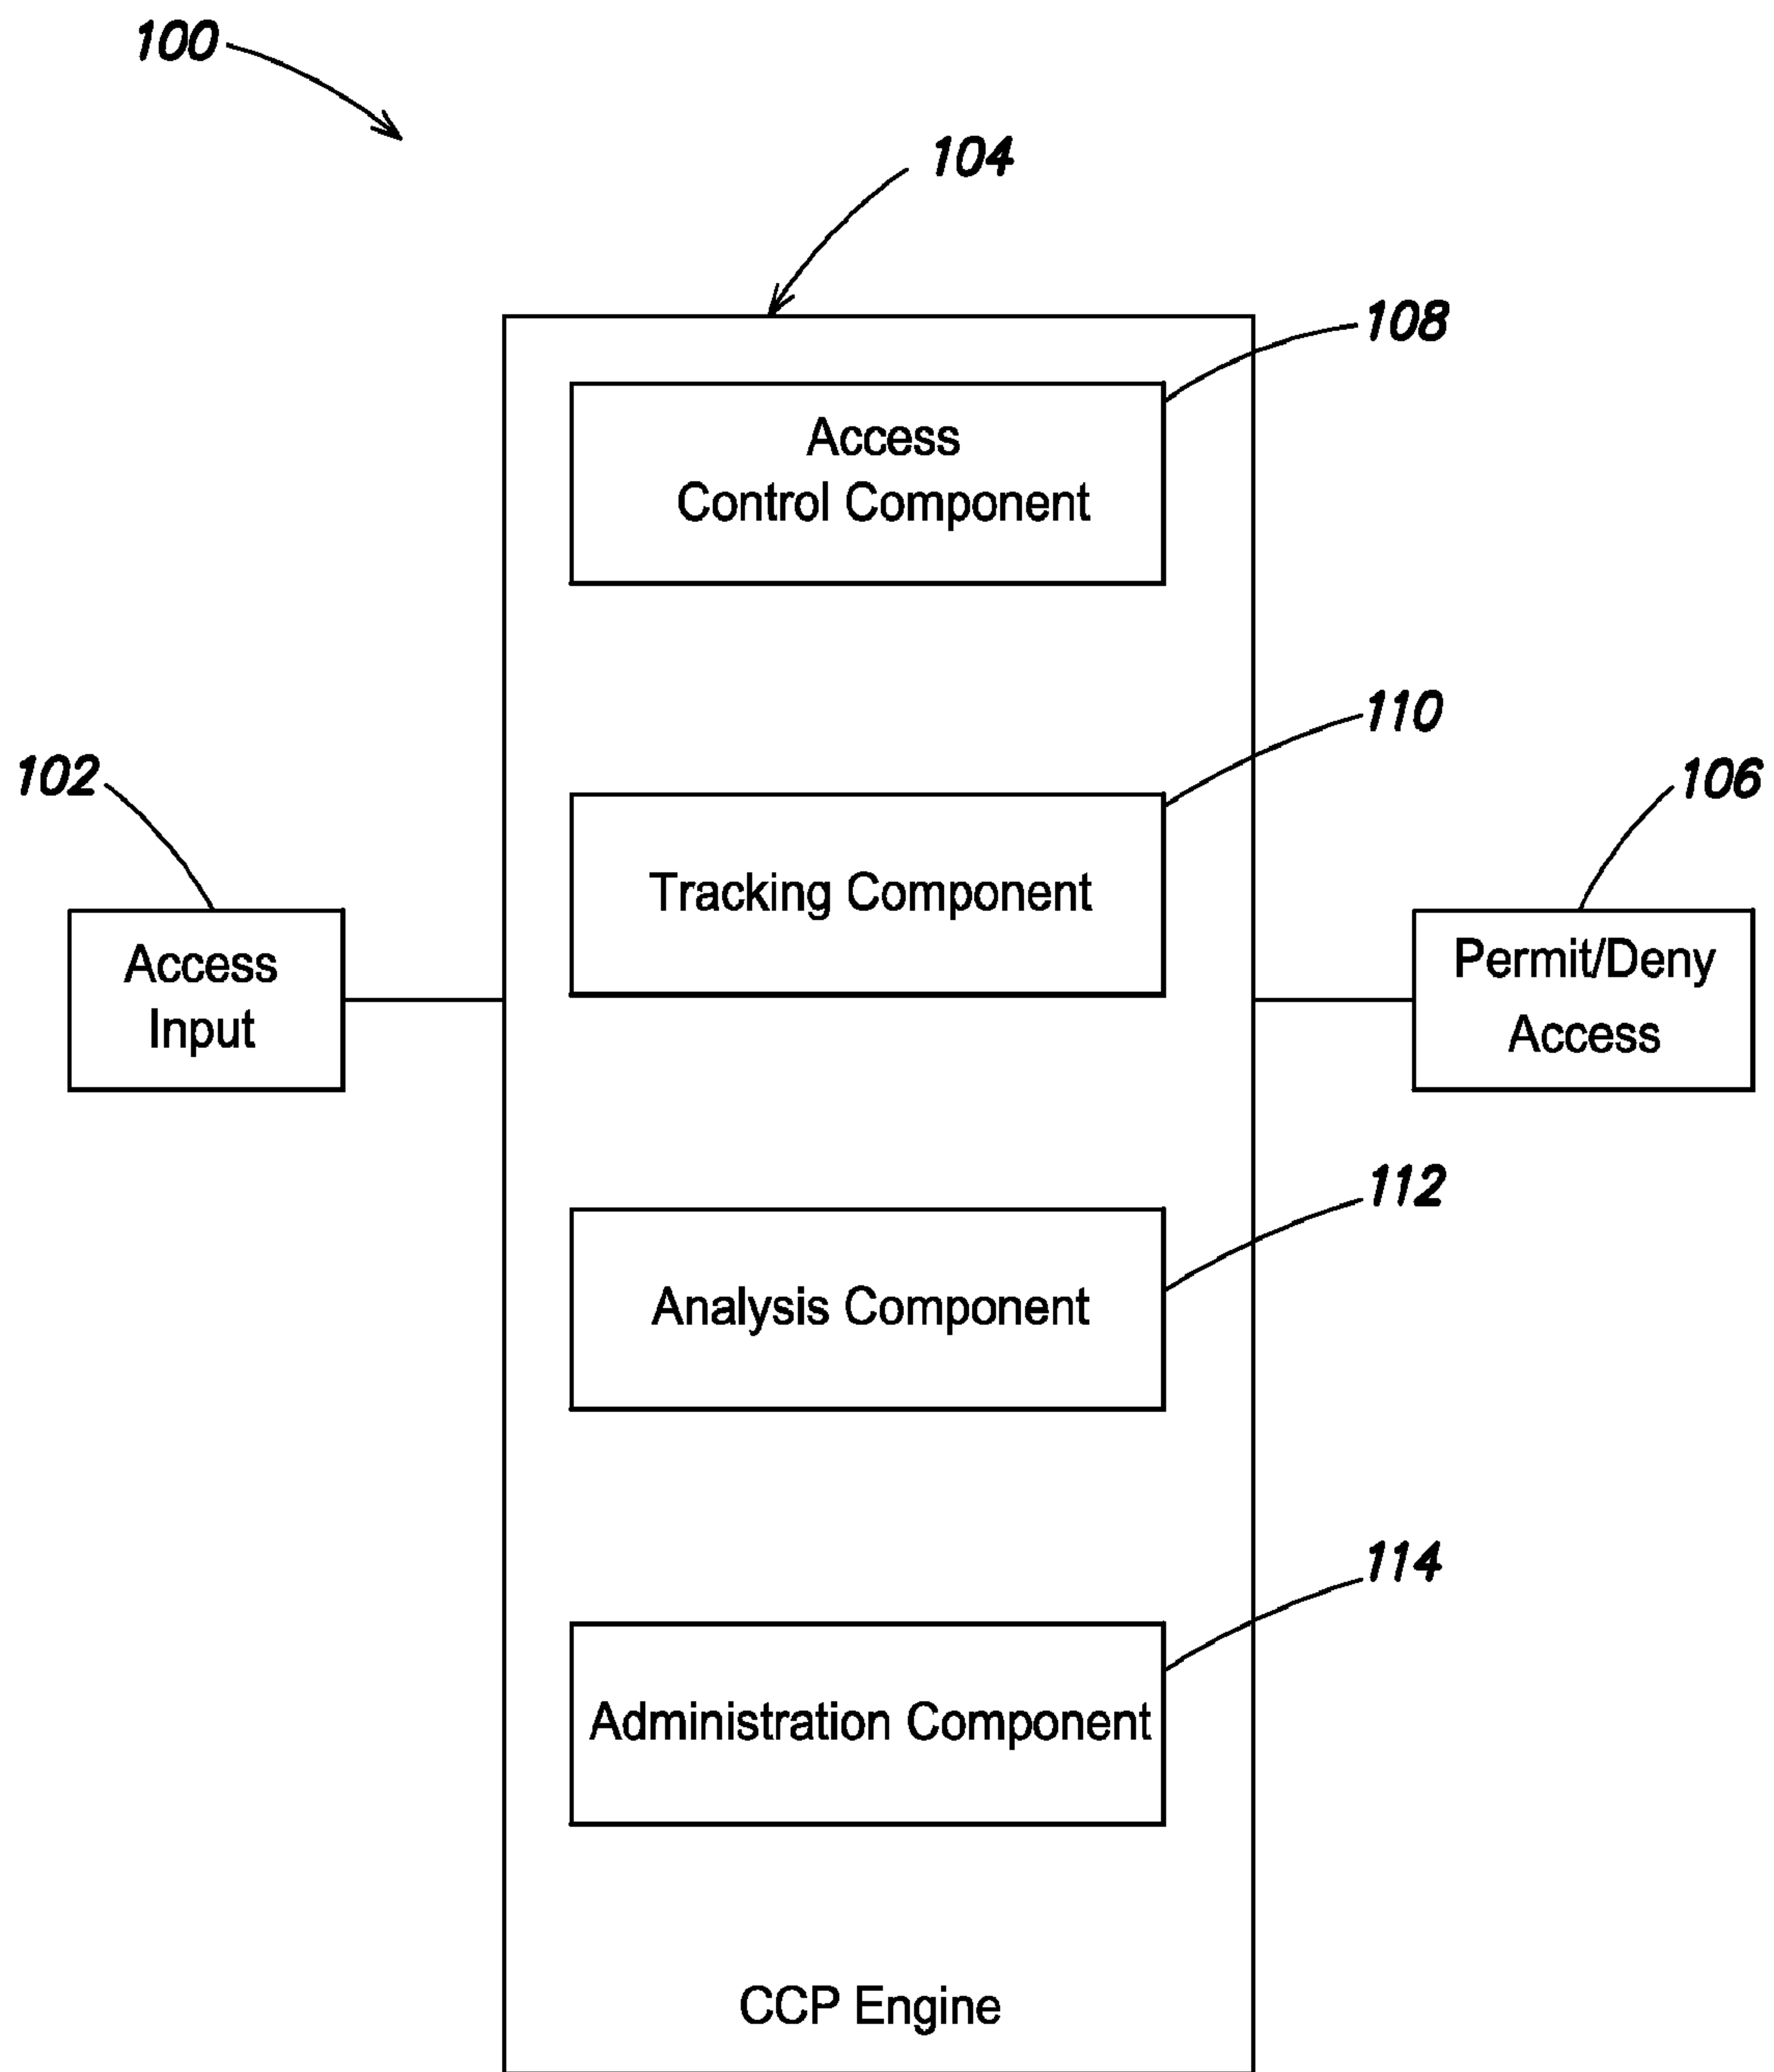 100
104
108
Access
Control Component
110
102
106
Tracking Component
Access
Input
Permit/Deny
Access
112
Analysis Component
114
Administration Component
CCP Engine